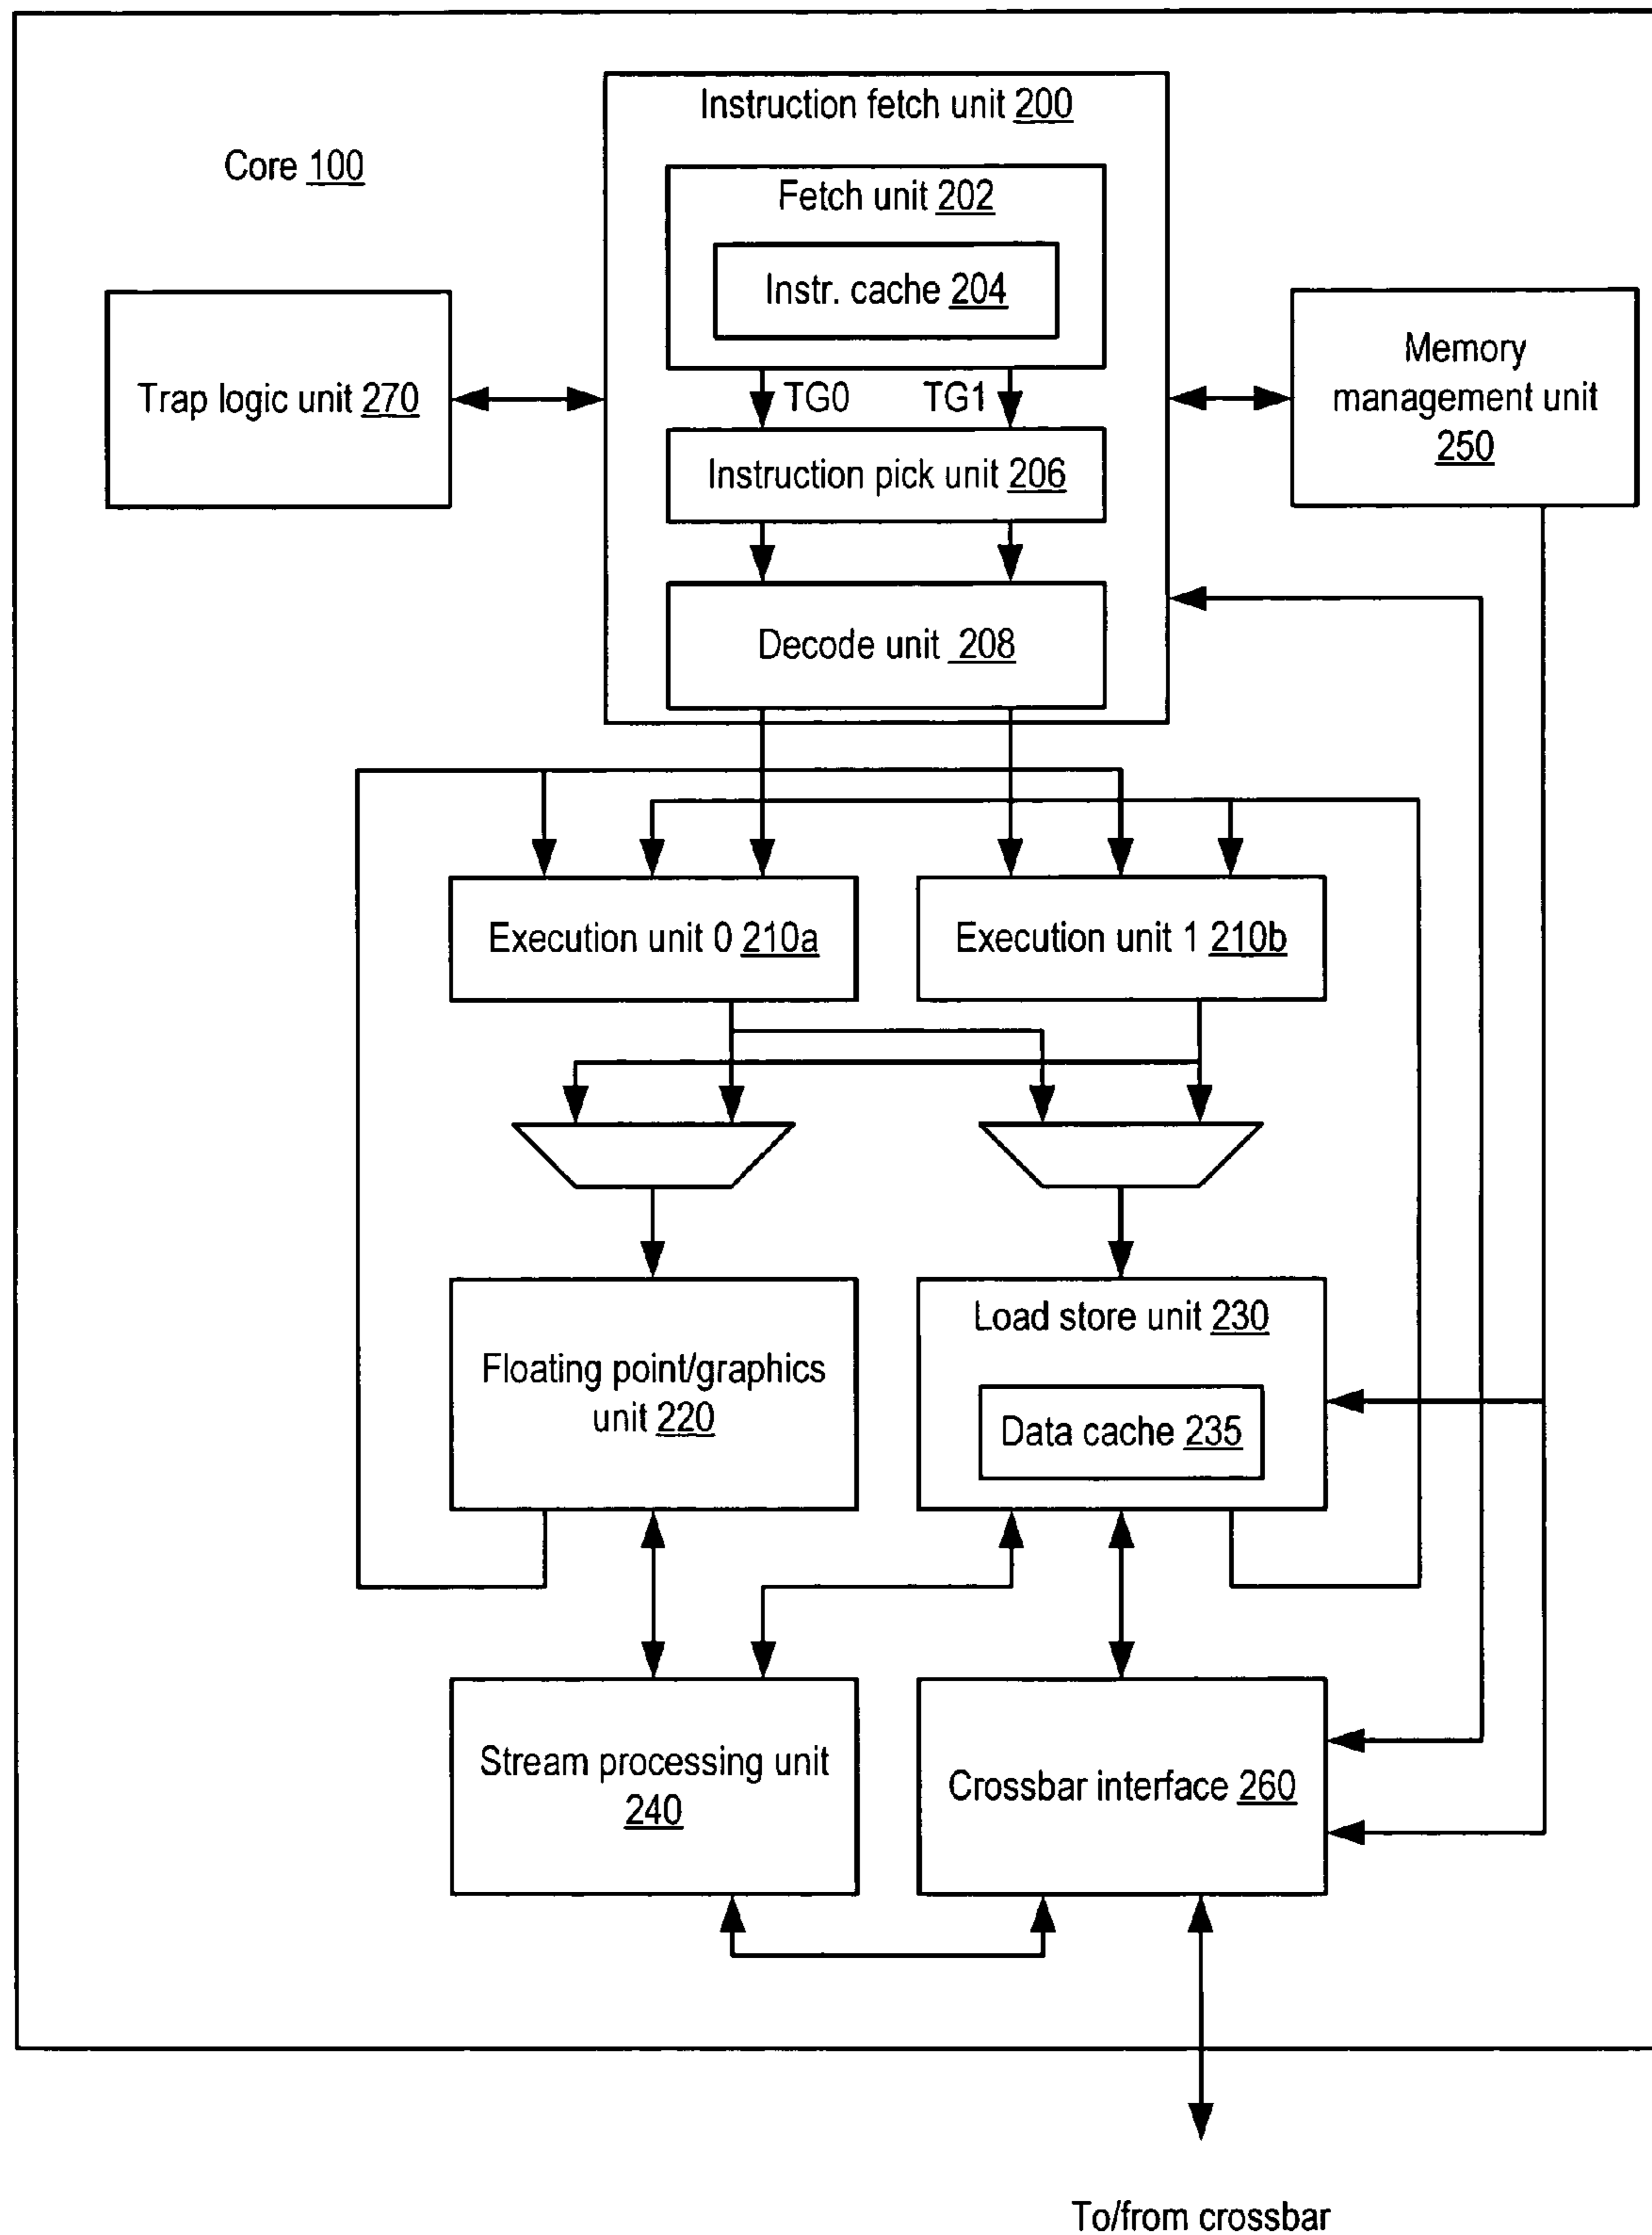 Instruction fetch unit 200
Core 100
Fetch unit 202
Instr. cache 204
Trap logic unit 270
TG0
TG1
Memory
management unit
250
Instruction pick unit 206
Decode unit 208
Execution unit 0 210a
Execution unit 1 210b
Floating point/graphics
unit 220
Load store unit 230
Data cache 235
Stream processing unit
240
Crossbar interface 260
To/from crossbar